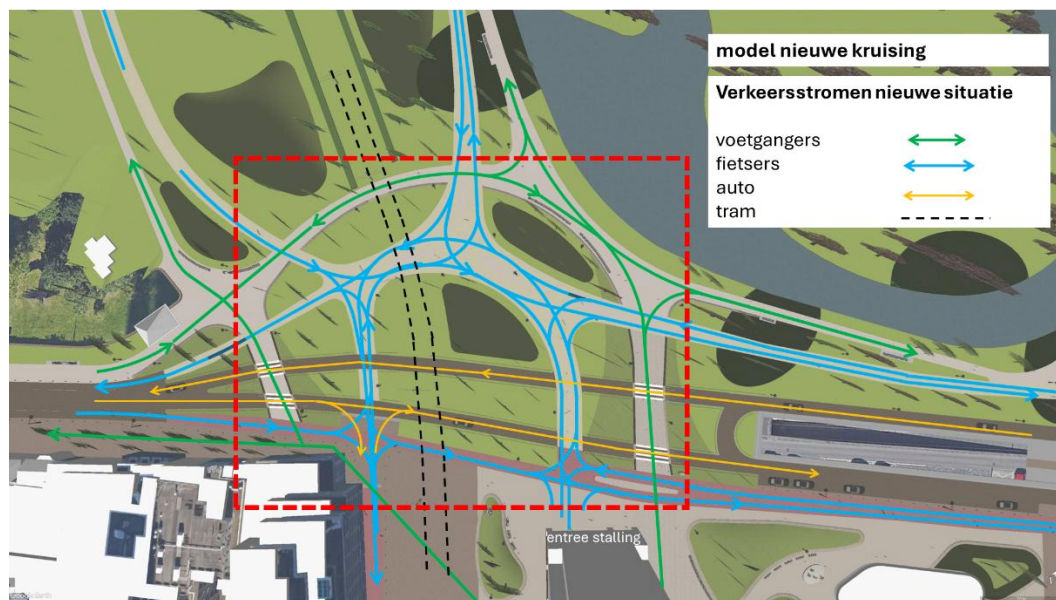 model nieuwe kruising
Verkeersstromen nieuwe situatie
voetgangers
fietsers
auto
tram
entree stalling